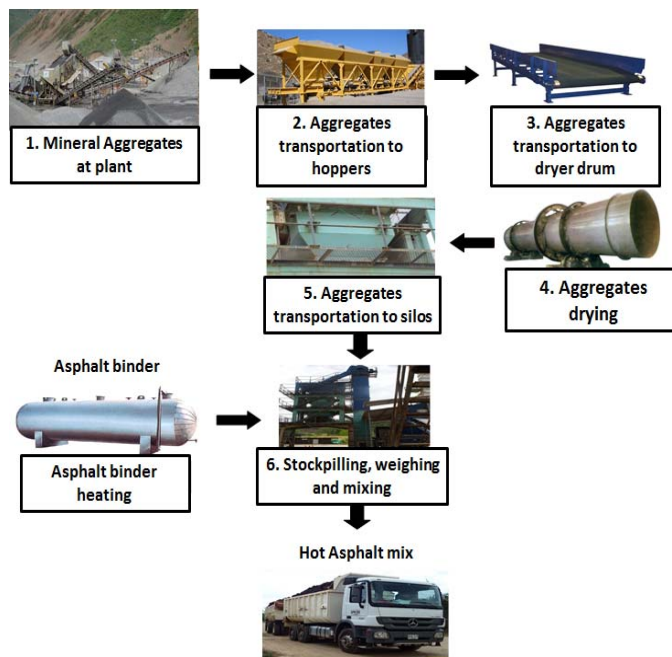 1. Mineral Aggregates
at plant
2. Aggregates
transportation to
hoppers
3. Aggregates
transportation to
dryer drum
5. Aggregates
transportation to silos
4. Aggregates
drying
Asphalt binder
Asphalt binder
heating
6. Stockpilling, weighing
and mixing
Hot Asphalt mix